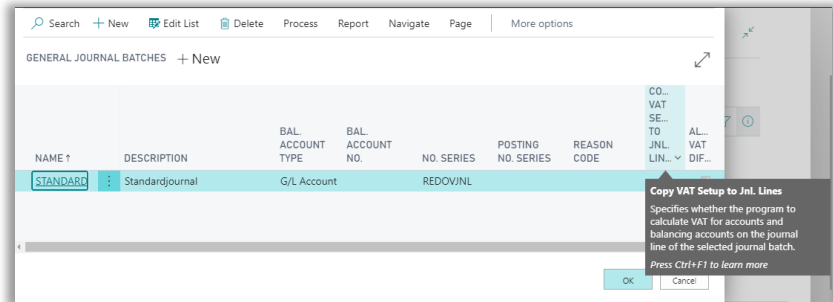 Search + New Edit List Delete Process Report Navigate Page More options
GENERAL JOURNAL BATCHES + New
NAME ↑ DESCRIPTION BAL. ACCOUNT TYPE BAL. ACCOUNT NO. NO. SERIES POSTING NO. SERIES REASON CODE CO... VAT SE... TO JNL. LIN... AL... VAT DIF...
STANDARD Standardjournal G/L Account REDOVJNL
Copy VAT Setup to Jnl. Lines
Specifies whether the program to
calculate VAT for accounts and
balancing accounts on the journal
line of the selected journal batch.
Press Ctrl+F1 to learn more
OK Cancel